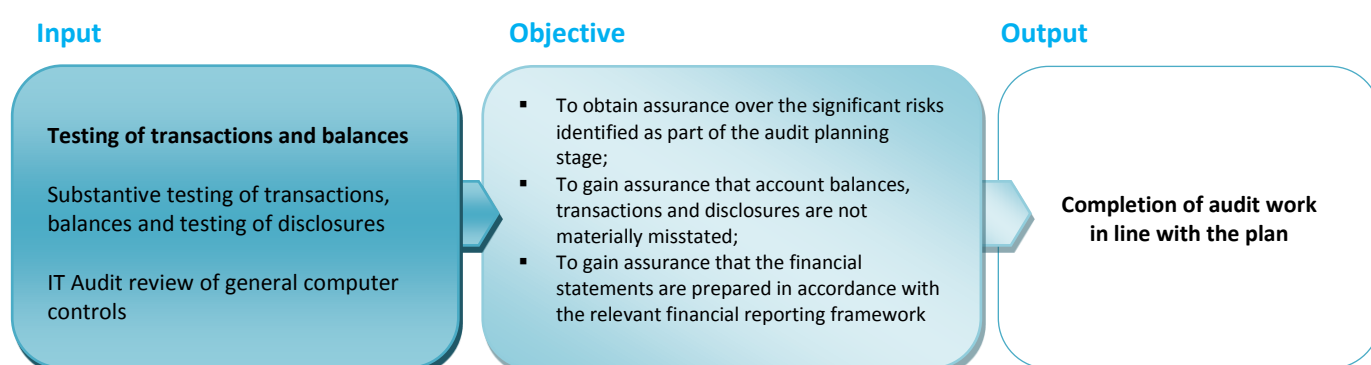 Input
Testing of transactions and balances
Substantive testing of transactions,
balances and testing of disclosures
IT Audit review of general computer
controls
Objective
▪ To obtain assurance over the significant risks
identified as part of the audit planning
stage;
▪ To gain assurance that account balances,
transactions and disclosures are not
materially misstated;
▪ To gain assurance that the financial
statements are prepared in accordance with
the relevant financial reporting framework
Output
Completion of audit work
in line with the plan